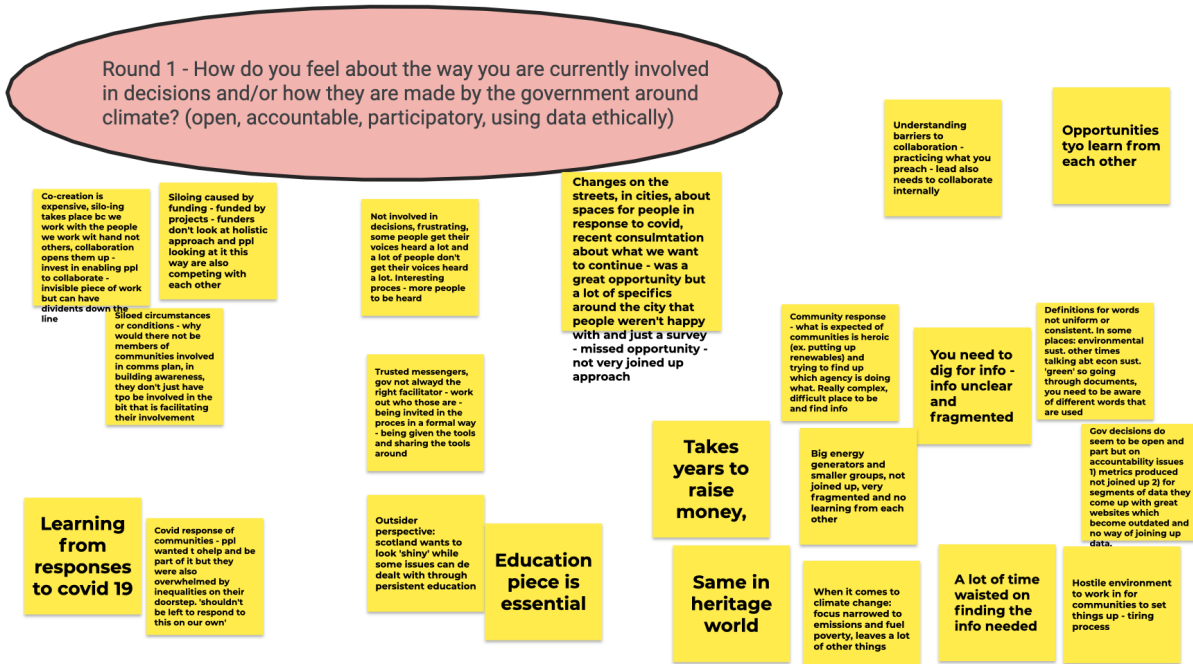 Round 1 - How do you feel about the way you are currently involved
in decisions and/or how they are made by the government around
climate? (open, accountable, participatory, using data ethically)
Understanding
barriers to
collaboration -
practicing what you
preach - lead also
needs to collaborate
internally
Opportunities
tyo learn from
each other
Co-creation is
expensive, silo-ing
takes place bc we
work with the people
we work wit hand not
others, collaboration
opens them up -
invest in enabling ppl
to collaborate -
invisible piece of work
but can have
dividents down the
line
Siloing caused by
funding - funded by
projects - funders
don't look at holistic
approach and ppl
looking at it this
way are also
competing with
each other
Not involved in
decisions, frustrating,
some people get their
voices heard a lot and
a lot of people don't
get their voices heard
a lot. Interesting
proces - more people
to be heard
Changes on the
streets, in cities, about
spaces for people in
response to covid,
recent consulmtation
about what we want
to continue - was a
great opportunity but
a lot of specifics
around the city that
people weren't happy
with and just a survey
- missed opportunity -
not very joined up
approach
Siloed circumstances
or conditions - why
would there not be
members of
communities involved
in comms plan, in
building awareness,
they don't just have
tpo be involved in the
bit that is facilitating
their involvement
Trusted messengers,
gov not alwayd the
right facilitator - work
out who those are -
being invited in the
proces in a formal way
- being given the tools
and sharing the tools
around
Community response
- what is expected of
communities is heroic
(ex. putting up
renewables) and
trying to find up
which agency is doing
what. Really complex,
difficult place to be
and find info
You need to
dig for info -
info unclear
and
fragmented
Definitions for words
not uniform or
consistent. In some
places: environmental
sust. other times
talking abt econ sust.
'green' so going
through documents,
you need to be aware
of different words that
are used
Takes
years to
raise
money,
Big energy
generators and
smaller groups, not
joined up, very
fragmented and no
learning from each
other
Gov decisions do
seem to be open and
part but on
accountability issues
1) metrics produced
not joined up 2) for
segments of data they
come up with great
websites which
become outdated and
no way of joining up
data.
Learning
from
responses
to covid 19
Covid response of
communities - ppl
wanted t ohelp and be
part of it but they
were also
overwhelmed by
inequalities on their
doorstep. 'shouldn't
be left to respond to
this on our own'
Outsider
perspective:
scotland wants to
look 'shiny' while
some issues can de
dealt with through
persistent education
Education
piece is
essential
Same in
heritage
world
When it comes to
climate change:
focus narrowed to
emissions and fuel
poverty, leaves a lot
of other things
A lot of time
waisted on
finding the
info needed
Hostile environment
to work in for
communities to set
things up - tiring
process